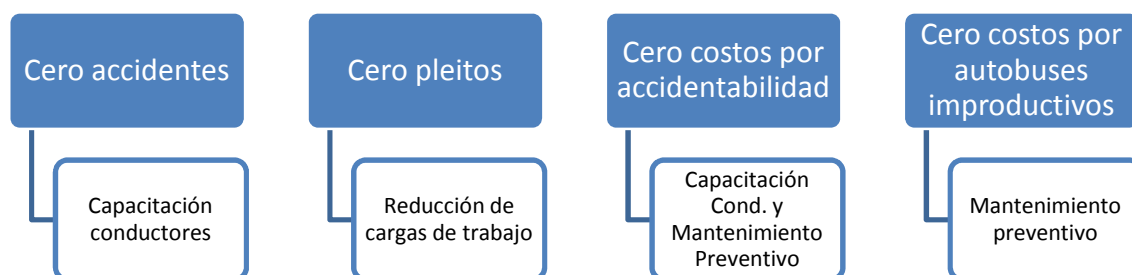 Cero accidentes
Capacitación
conductores
Cero pleitos
Reducción de
cargas de trabajo
Cero costos por
accidentabilidad
Capacitación
Cond. y
Mantenimiento
Preventivo
Cero costos por
autobuses
improductivos
Mantenimiento
preventivo